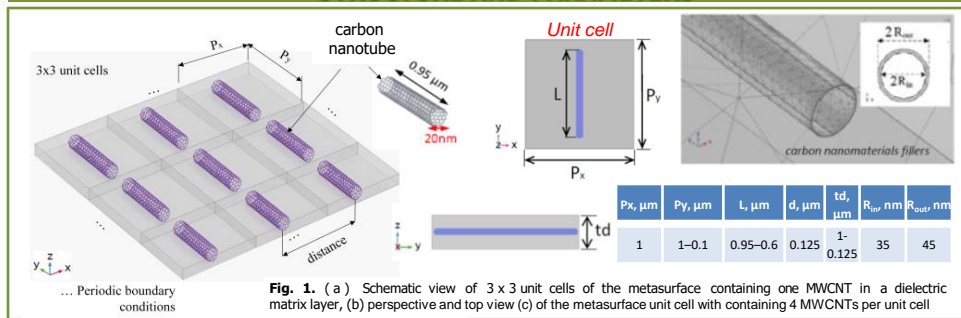 3x3 unit cells
Px
Py
carbon
nanotube
0.95 μm
20nm
distance
...
...
...
y z x
... Periodic boundary
conditions
Unit cell
L
Py
Px
y
z x
z
x y
td
2Rout
2Rin
carbon nanomaterials fillers
Px, μm Py, μm L, μm d, μm td, μm Rin, nm Rout, nm
1 1–0.1 0.95–0.6 0.125 1-0.125 35 45
Fig. 1. (a) Schematic view of 3 x 3 unit cells of the metasurface containing one MWCNT in a dielectric
matrix layer, (b) perspective and top view (c) of the metasurface unit cell with containing 4 MWCNTs per unit cell